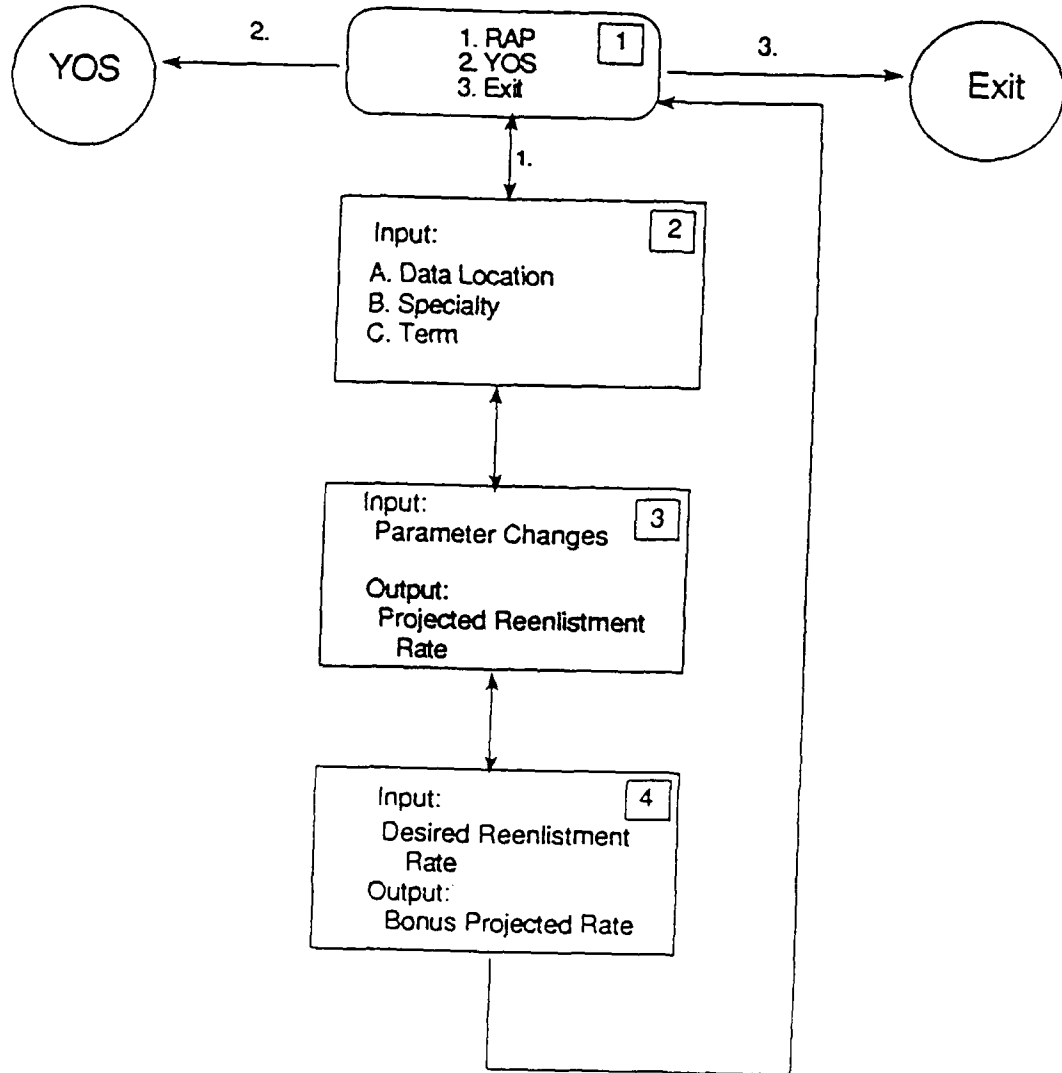 2.
1. RAP
2. YOS
3. Exit
1
3.
YOS
Exit
1.
2
Input:
A. Data Location
B. Specialty
C. Term
3
Input:
Parameter Changes
Output:
Projected Reenlistment
Rate
4
Input:
Desired Reenlistment
Rate
Output:
Bonus Projected Rate